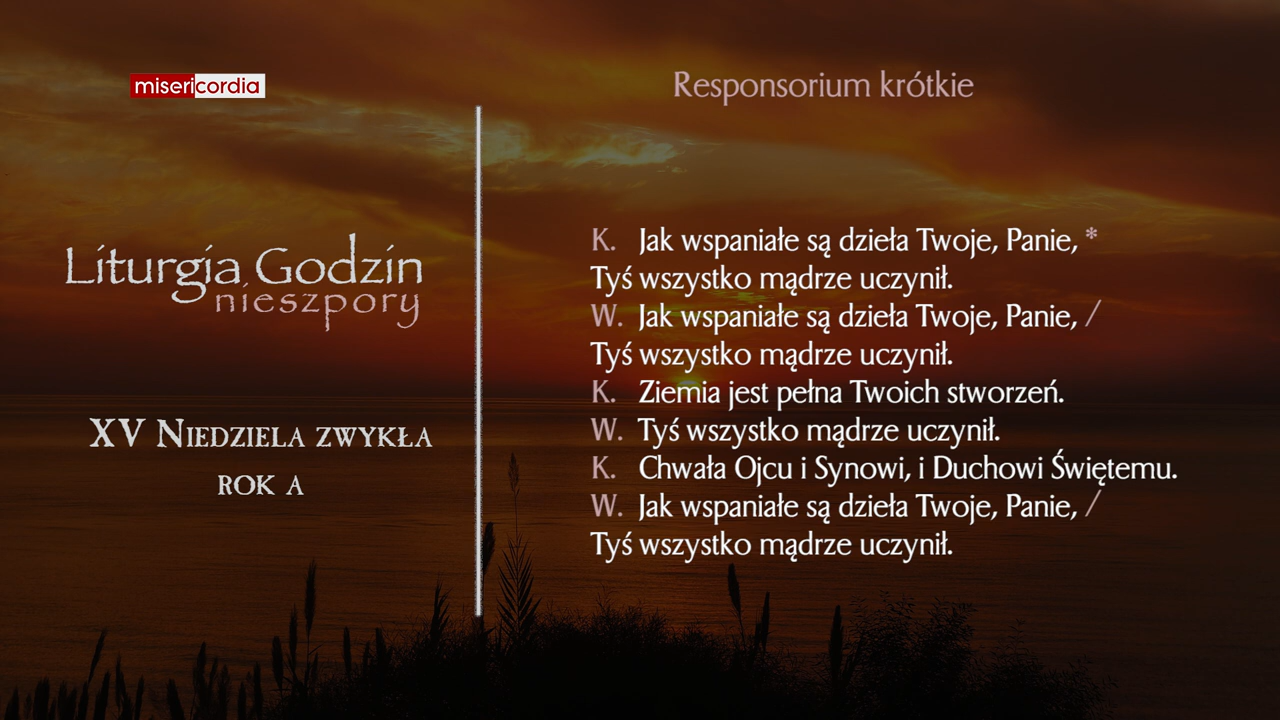 misericordia
Liturgia Godzin
nieszpory
XV Niedziela zwykła
rok A
Responsorium krótkie
K. Jak wspaniałe są dzieła Twoje, Panie, *
Tyś wszystko mądrze uczynił.
W. Jak wspaniałe są dzieła Twoje, Panie, /
Tyś wszystko mądrze uczynił.
K. Ziemia jest pełna Twoich stworzeń.
W. Tyś wszystko mądrze uczynił.
K. Chwała Ojcu i Synowi, i Duchowi Świętemu.
W. Jak wspaniałe są dzieła Twoje, Panie, /
Tyś wszystko mądrze uczynił.